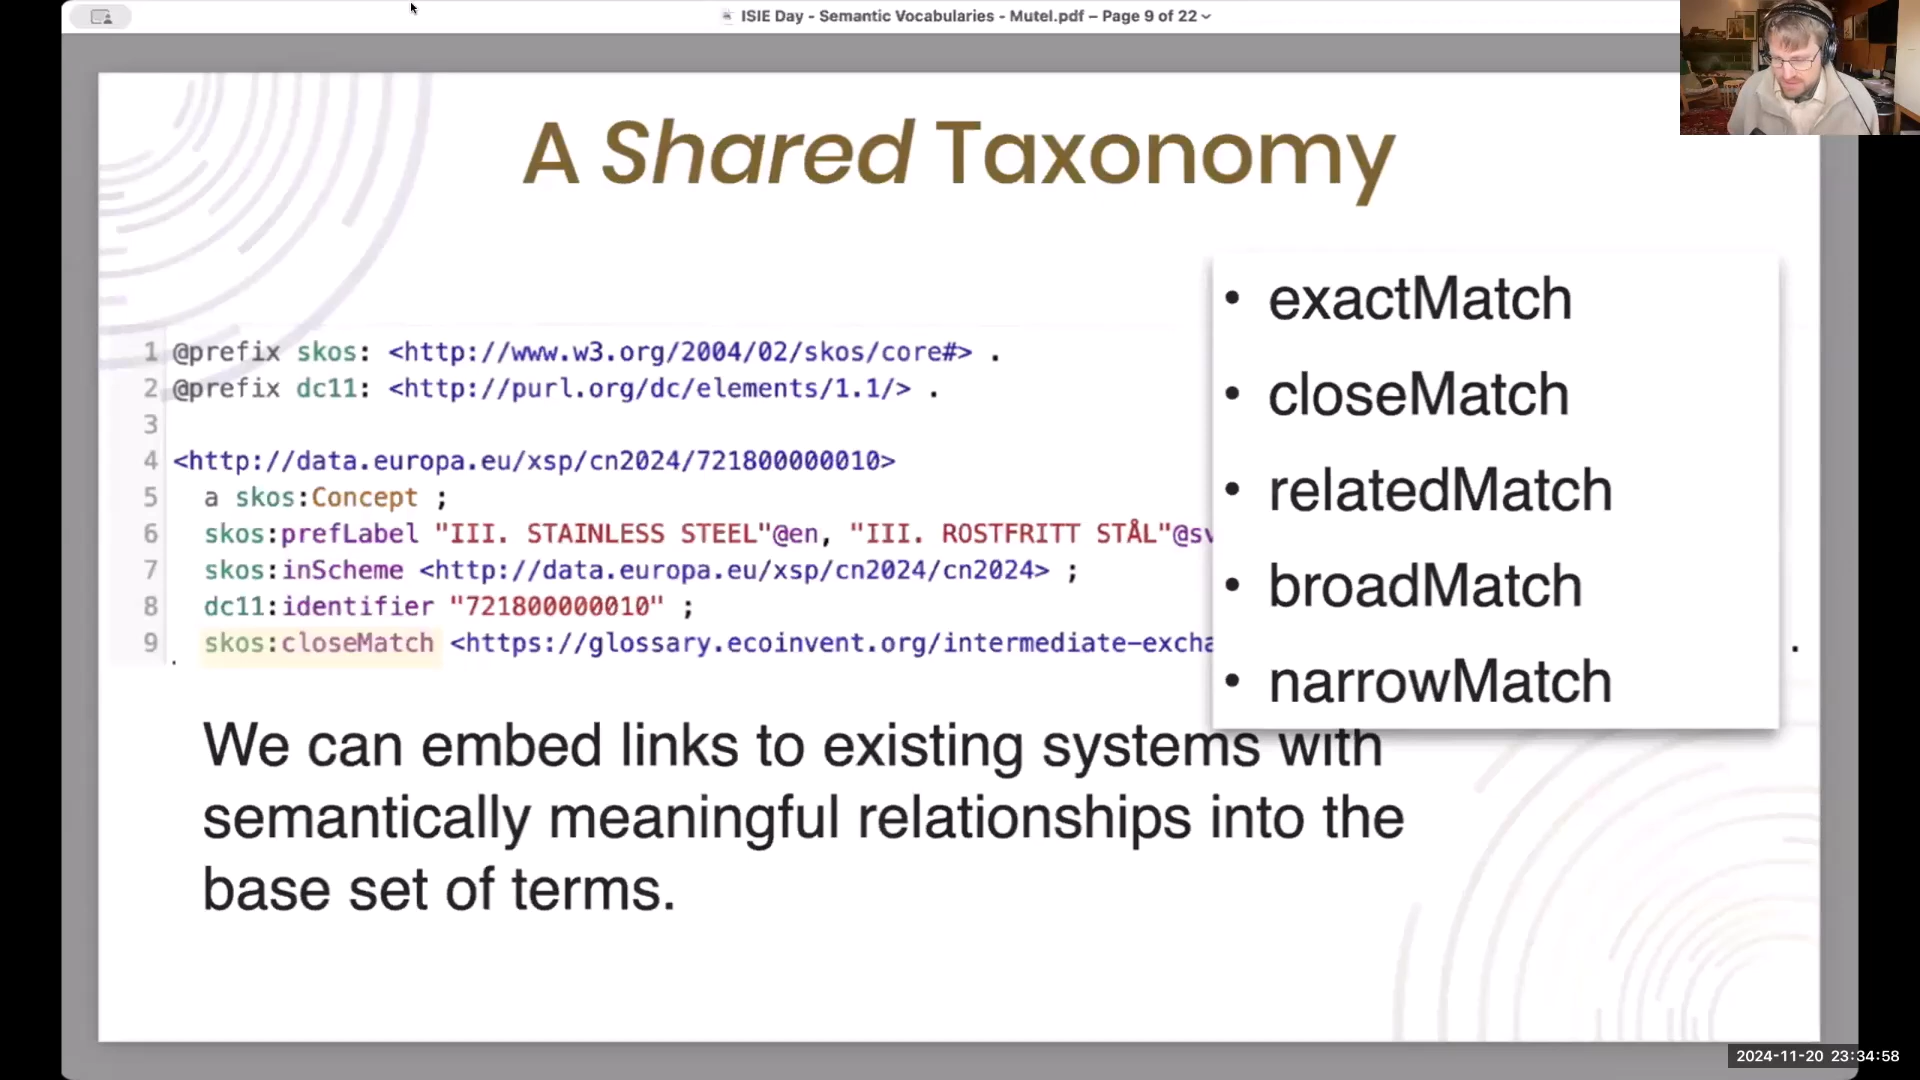 ISIE Day - Semantic Vocabularies - Mutel.pdf – Page 9 of 22
A Shared Taxonomy
1 @prefix skos: <http://www.w3.org/2004/02/skos/core#> .
2 @prefix dc11: <http://purl.org/dc/elements/1.1/> .
3
4 <http://data.europa.eu/xsp/cn2024/721800000010>
5 a skos:Concept ;
6 skos:prefLabel "III. STAINLESS STEEL"@en, "III. ROSTFRITT STÅL"@sv
7 skos:inScheme <http://data.europa.eu/xsp/cn2024/cn2024> ;
8 dc11:identifier "721800000010" ;
9 skos:closeMatch <https://glossary.ecoinvent.org/intermediate-excha .
.
• exactMatch
• closeMatch
• relatedMatch
• broadMatch
• narrowMatch
We can embed links to existing systems with
semantically meaningful relationships into the
base set of terms.
2024-11-20 23:34:58